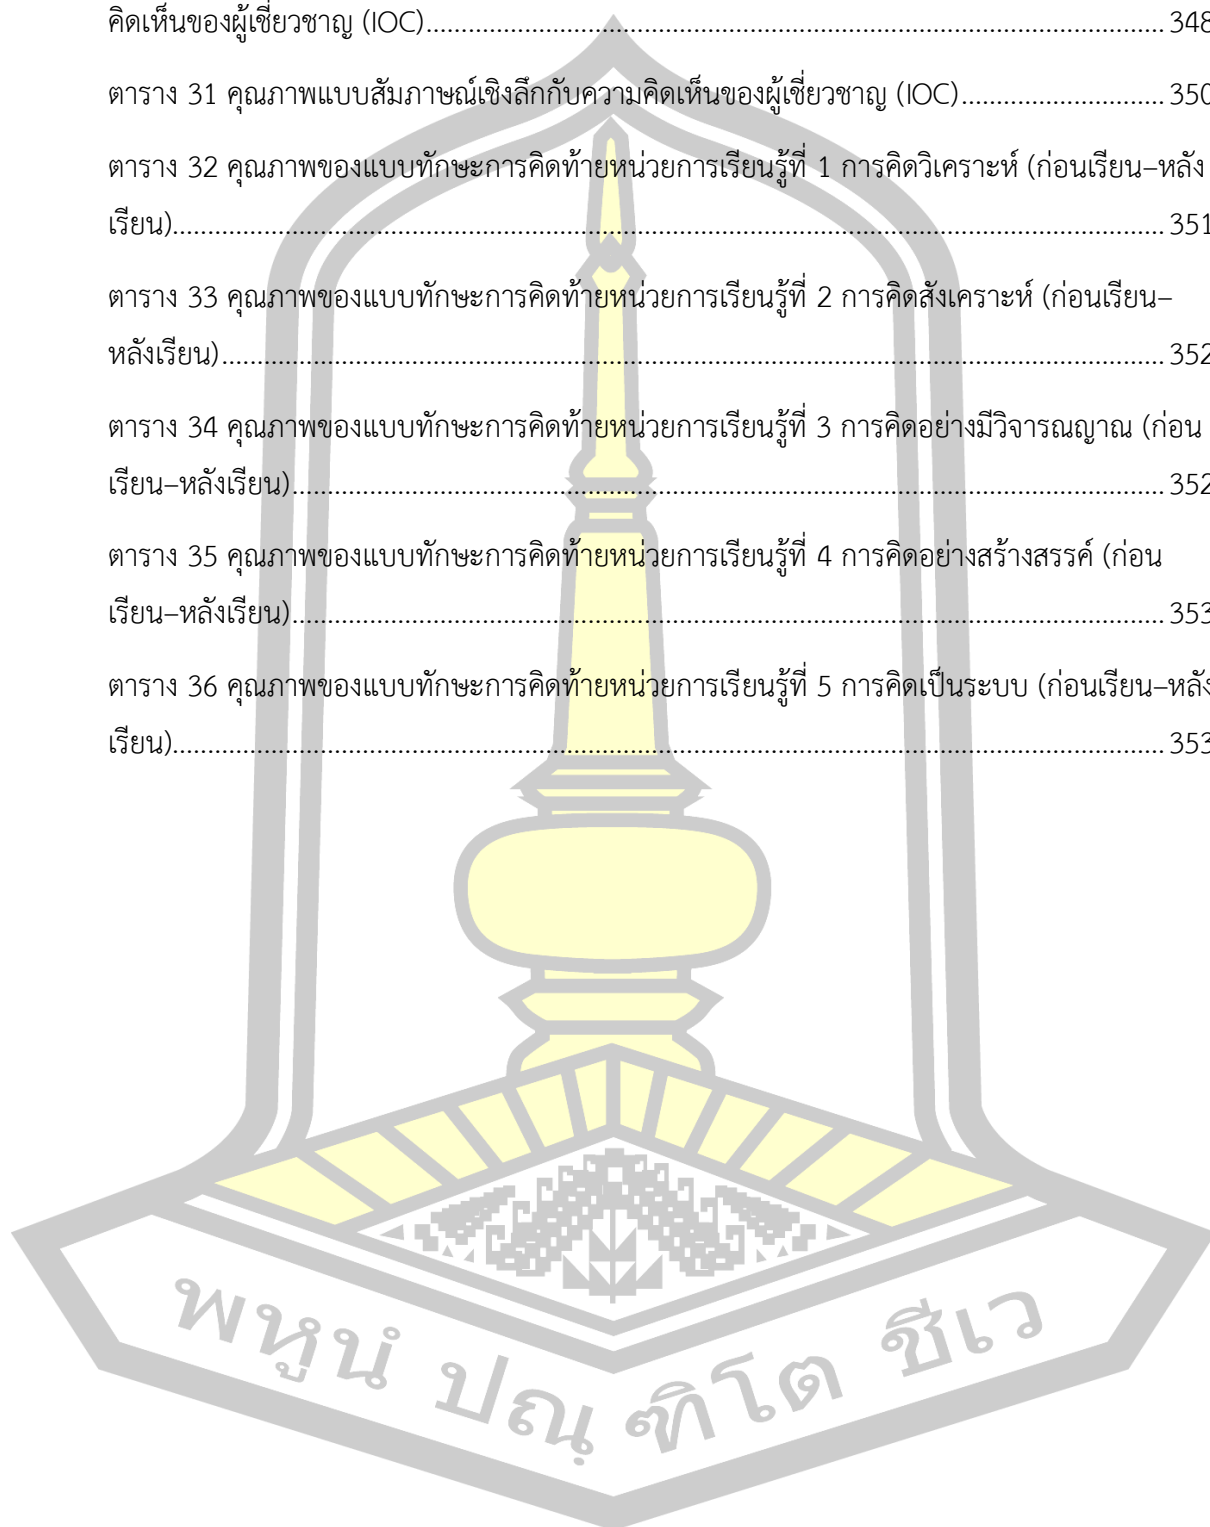 คิดเห็นของผู้เชี่ยวชาญ (IOC)........................................................................................................ 348
ตาราง 31 คุณภาพแบบสัมภาษณ์เชิงลึกกับความคิดเห็นของผู้เชี่ยวชาญ (IOC)............................. 350
ตาราง 32 คุณภาพของแบบทักษะการคิดท้ายหน่วยการเรียนรู้ที่ 1 การคิดวิเคราะห์ (ก่อนเรียน–หลัง
เรียน)............................................................................................................................................ 351
ตาราง 33 คุณภาพของแบบทักษะการคิดท้ายหน่วยการเรียนรู้ที่ 2 การคิดสังเคราะห์ (ก่อนเรียน–
หลังเรียน)..................................................................................................................................... 352
ตาราง 34 คุณภาพของแบบทักษะการคิดท้ายหน่วยการเรียนรู้ที่ 3 การคิดอย่างมีวิจารณญาณ (ก่อน
เรียน–หลังเรียน)........................................................................................................................... 352
ตาราง 35 คุณภาพของแบบทักษะการคิดท้ายหน่วยการเรียนรู้ที่ 4 การคิดอย่างสร้างสรรค์ (ก่อน
เรียน–หลังเรียน)........................................................................................................................... 353
ตาราง 36 คุณภาพของแบบทักษะการคิดท้ายหน่วยการเรียนรู้ที่ 5 การคิดเป็นระบบ (ก่อนเรียน–หลัง
เรียน)............................................................................................................................................ 353
พหูนํ ปณฺฑิโต ชีเว